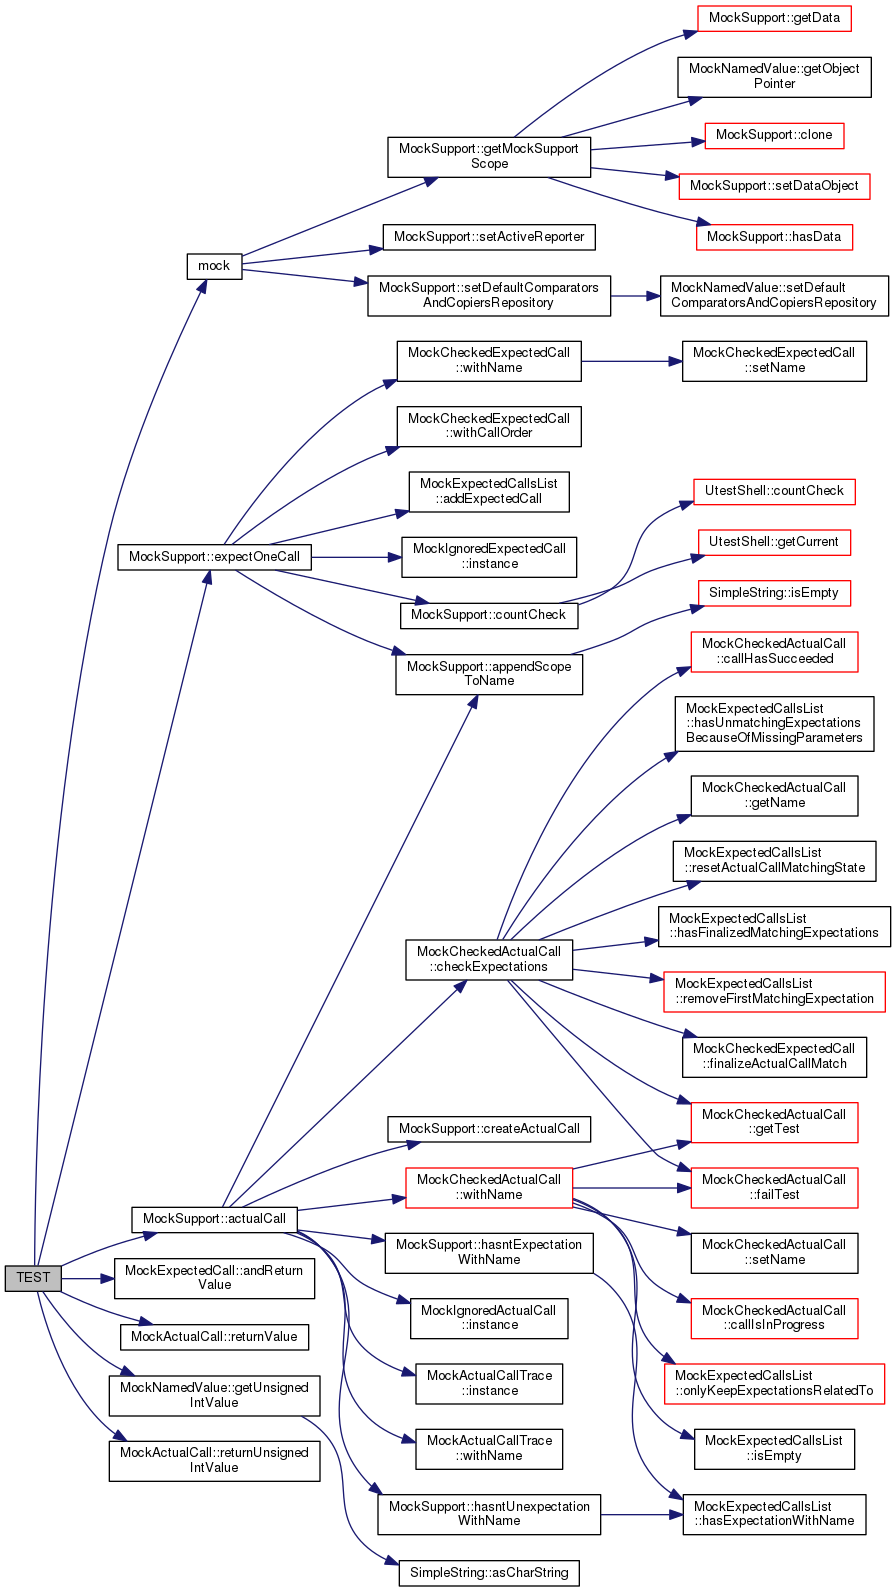 MockSupport::getData
MockNamedValue::getObject
Pointer
MockSupport::getMockSupport
Scope
MockSupport::clone
MockSupport::setDataObject
MockSupport::hasData
MockSupport::setActiveReporter
mock
MockSupport::setDefaultComparators
AndCopiersRepository
MockNamedValue::setDefault
ComparatorsAndCopiersRepository
MockCheckedExpectedCall
::withName
MockCheckedExpectedCall
::setName
MockCheckedExpectedCall
::withCallOrder
MockExpectedCallsList
::addExpectedCall
UtestShell::countCheck
MockSupport::expectOneCall
MockIgnoredExpectedCall
::instance
UtestShell::getCurrent
MockSupport::countCheck
SimpleString::isEmpty
MockSupport::appendScope
ToName
MockCheckedActualCall
::callHasSucceeded
MockExpectedCallsList
::hasUnmatchingExpectations
BecauseOfMissingParameters
MockCheckedActualCall
::getName
MockExpectedCallsList
::resetActualCallMatchingState
MockExpectedCallsList
::hasFinalizedMatchingExpectations
MockCheckedActualCall
::checkExpectations
MockExpectedCallsList
::removeFirstMatchingExpectation
MockCheckedExpectedCall
::finalizeActualCallMatch
MockSupport::createActualCall
MockCheckedActualCall
::getTest
MockCheckedActualCall
::withName
MockCheckedActualCall
::failTest
MockSupport::actualCall
MockSupport::hasntExpectation
WithName
MockCheckedActualCall
::setName
TEST
MockExpectedCall::andReturn
Value
MockIgnoredActualCall
::instance
MockCheckedActualCall
::callIsInProgress
MockActualCall::returnValue
MockActualCallTrace
::instance
MockExpectedCallsList
::onlyKeepExpectationsRelatedTo
MockNamedValue::getUnsigned
IntValue
MockActualCallTrace
::withName
MockExpectedCallsList
::isEmpty
MockActualCall::returnUnsigned
IntValue
MockSupport::hasntUnexpectation
WithName
MockExpectedCallsList
::hasExpectationWithName
SimpleString::asCharString